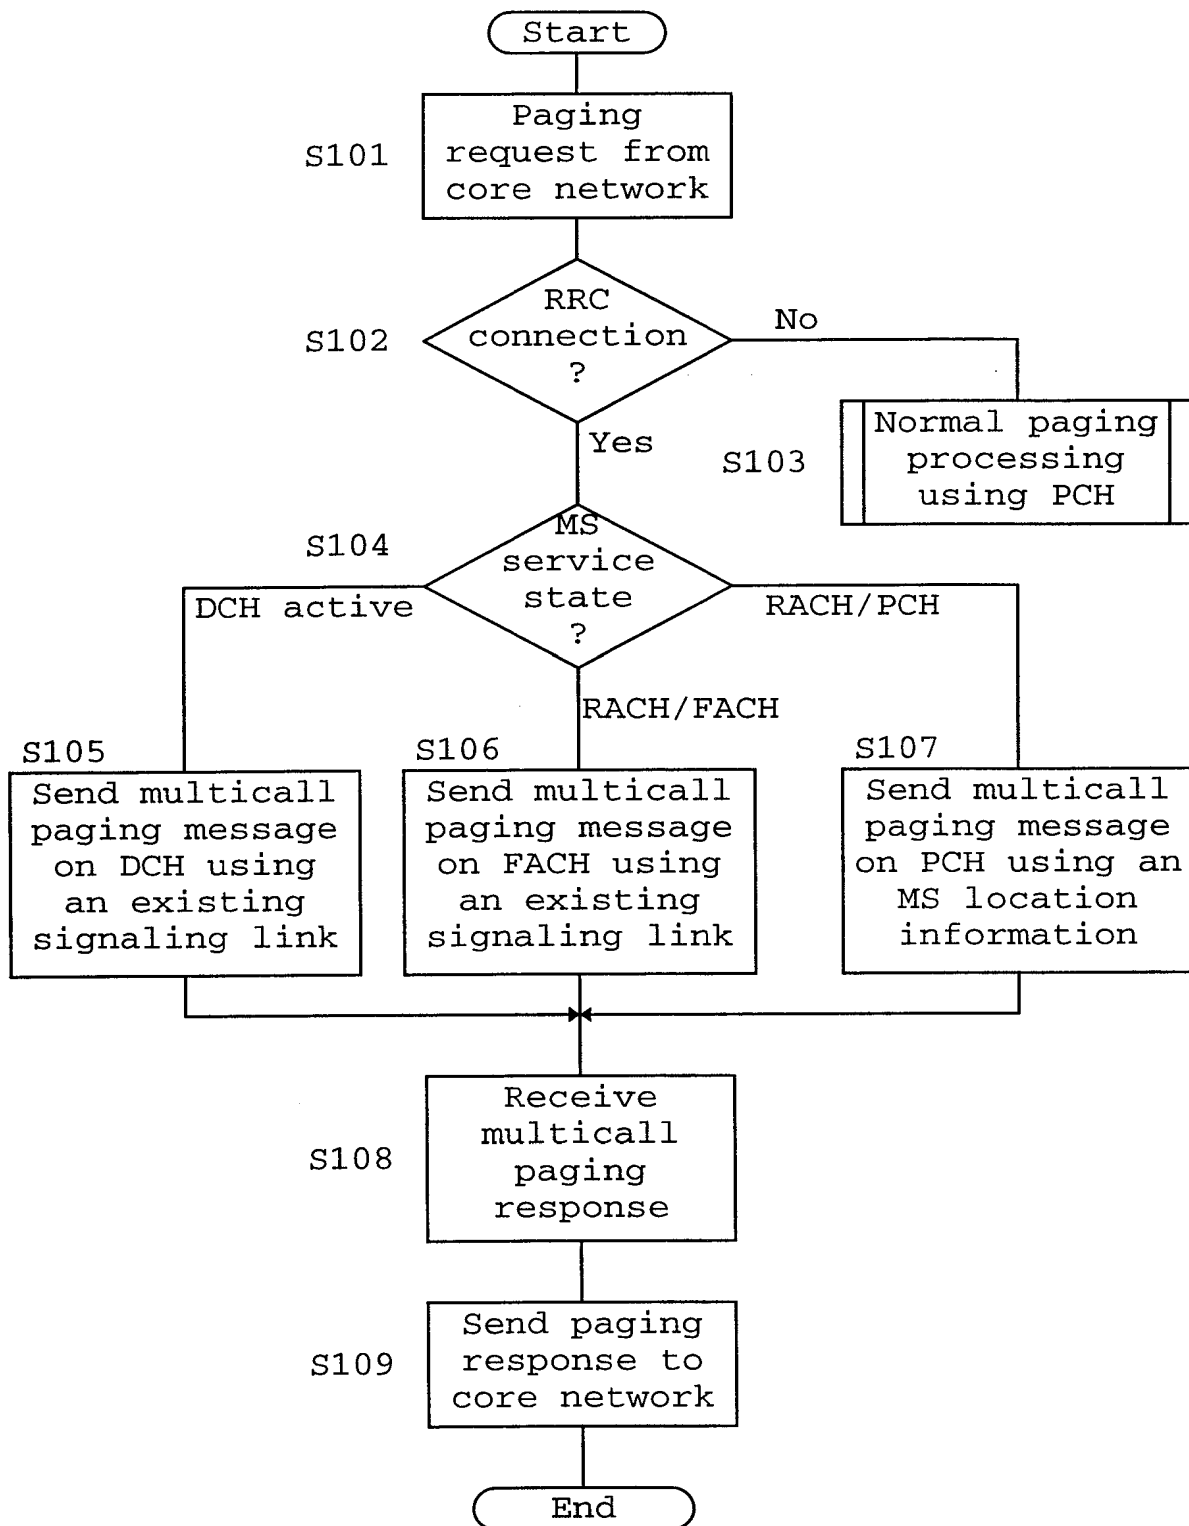 Start
S101
Paging
request from
core network
S102
RRC
connection
?
No
Yes
S103
Normal paging
processing
using PCH
S104
MS
service
state
?
DCH active
RACH/PCH
RACH/FACH
S105
Send multicall
paging message
on DCH using
an existing
signaling link
S106
Send multicall
paging message
on FACH using
an existing
signaling link
S107
Send multicall
paging message
on PCH using an
MS location
information
S108
Receive
multicall
paging
response
S109
Send paging
response to
core network
End